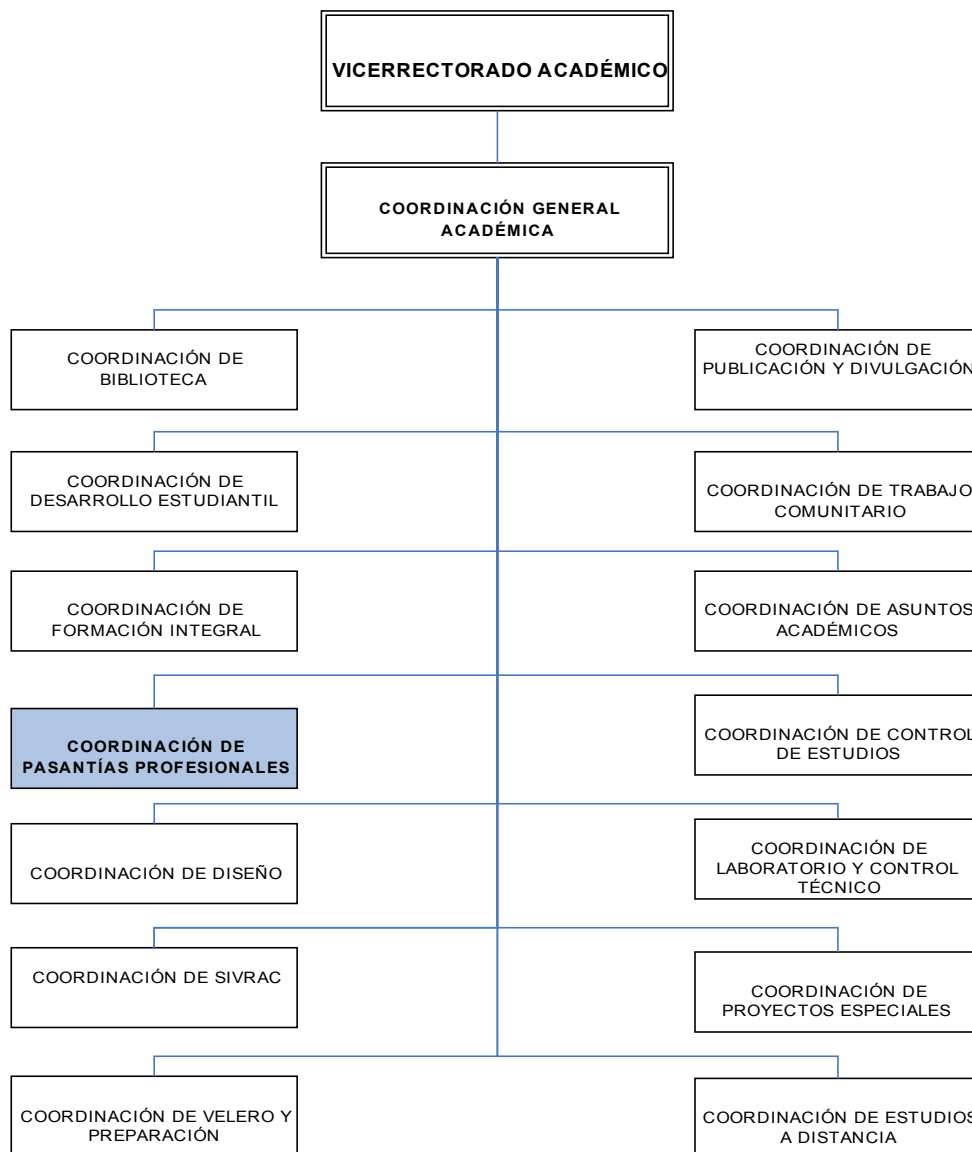 VICERRECTORADO ACADÉMICO
COORDINACIÓN GENERAL
ACADÉMICA
COORDINACIÓN DE
BIBLIOTECA
COORDINACIÓN DE
PUBLICACIÓN Y DIVULGACIÓN
COORDINACIÓN DE
DESARROLLO ESTUDIANTIL
COORDINACIÓN DE TRABAJO
COMUNITARIO
COORDINACIÓN DE
FORMACIÓN INTEGRAL
COORDINACIÓN DE ASUNTOS
ACADÉMICOS
COORDINACIÓN DE
PASANTÍAS PROFESIONALES
COORDINACIÓN DE CONTROL
DE ESTUDIOS
COORDINACIÓN DE DISEÑO
COORDINACIÓN DE
LABORATORIO Y CONTROL
TÉCNICO
COORDINACIÓN DE SIVRAC
COORDINACIÓN DE
PROYECTOS ESPECIALES
COORDINACIÓN DE VELERO Y
PREPARACIÓN
COORDINACIÓN DE ESTUDIOS
A DISTANCIA